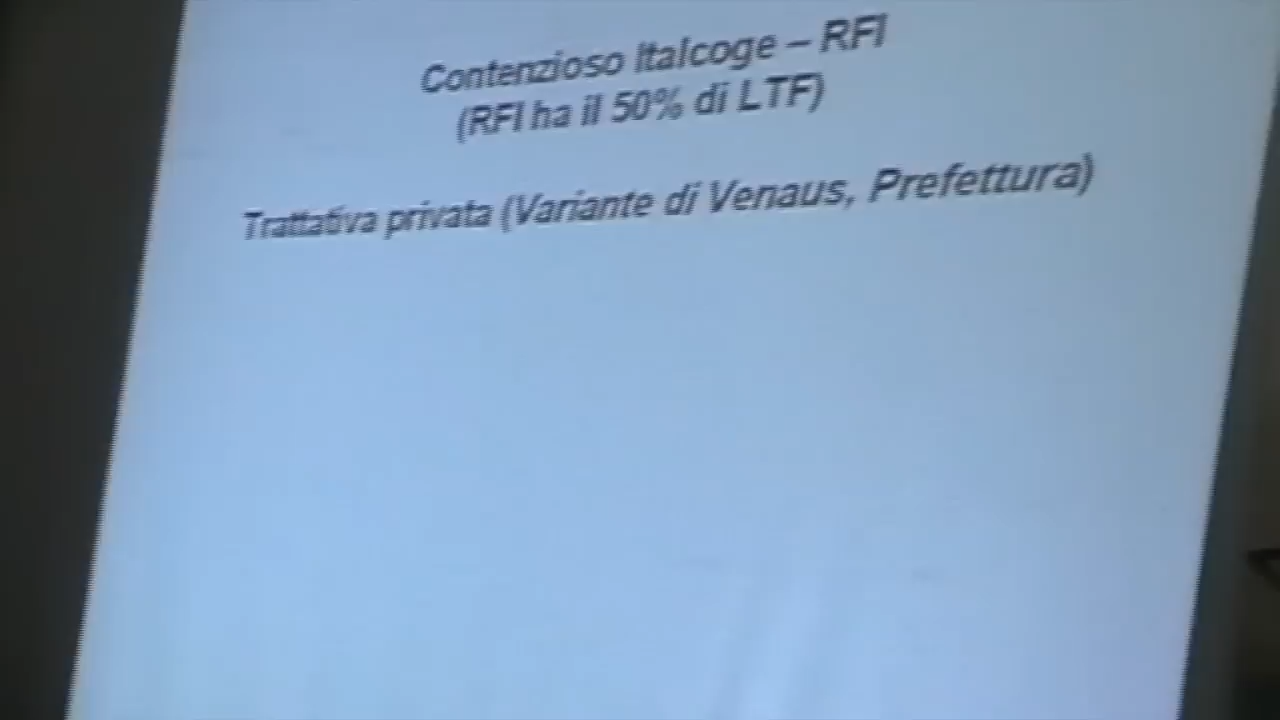 Contenzioso Italcoge – RFI
(RFI ha il 50% di LTF)
Trattativa privata (Variante di Venaus, Prefettura)